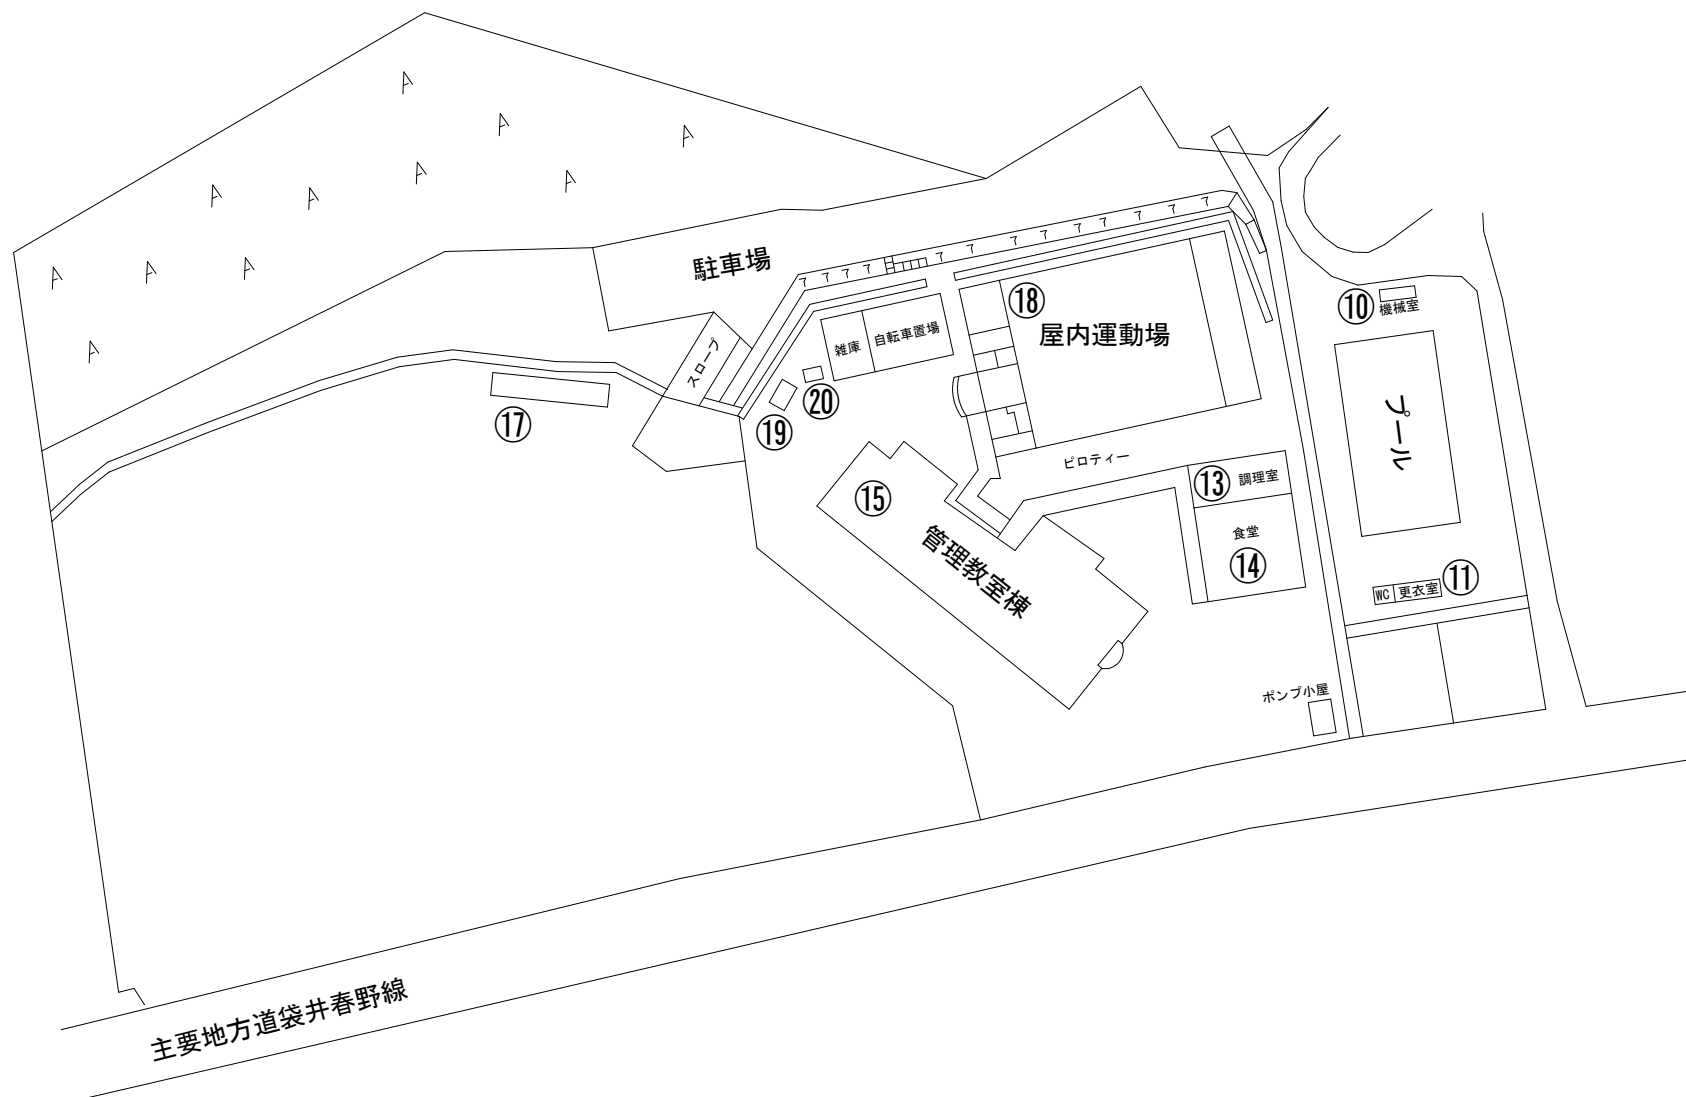 駐車場
スロープ
雑庫
自転車置場
⑱
屋内運動場
⑩
機械室
プール
⑰
⑲
⑳
ピロティー
⑬
調理室
食堂
⑭
⑮
管理教室棟
WC
更衣室
⑪
ポンプ小屋
主要地方道袋井春野線